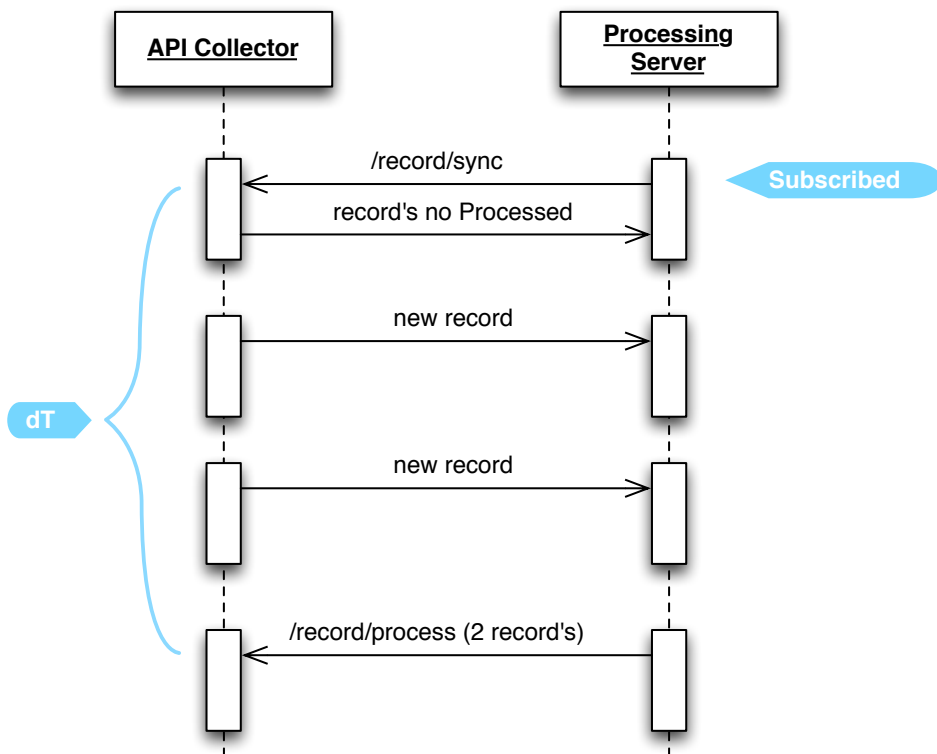 API Collector
Processing
Server
/record/sync
Subscribed
record's no Processed
new record
dT
new record
/record/process (2 record's)